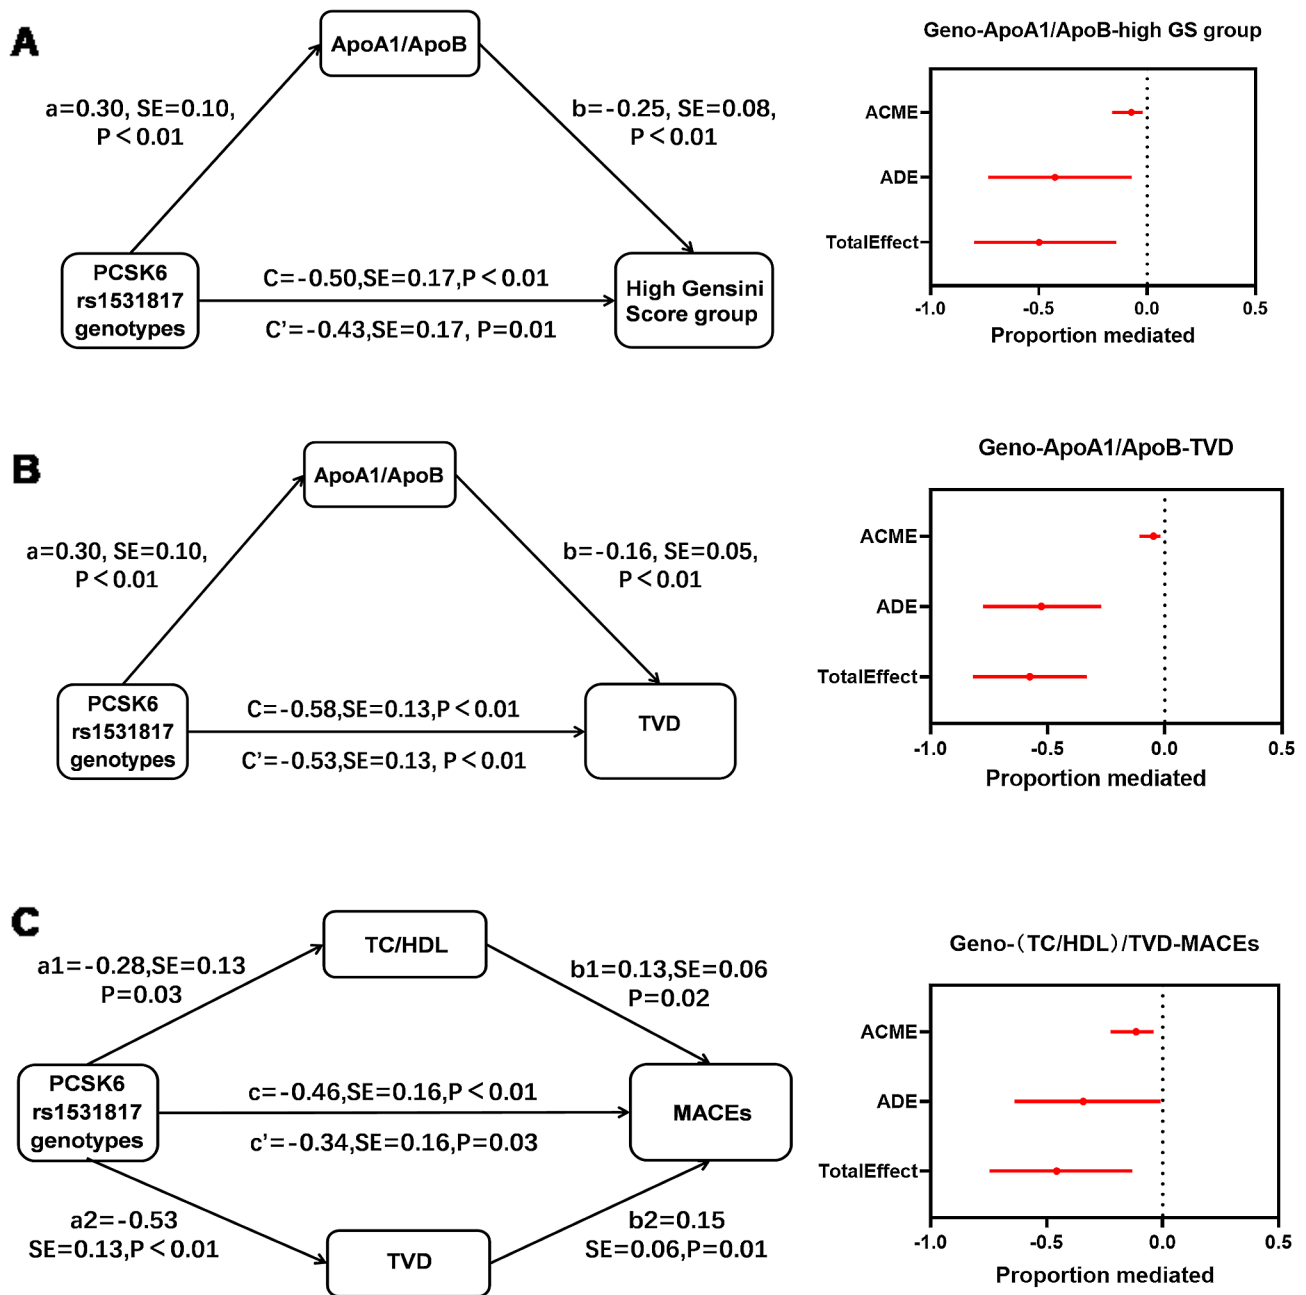 A
ApoA1/ApoB
a=0.30, SE=0.10,
P<0.01
b=-0.25, SE=0.08,
P<0.01
PCSK6
rs1531817
genotypes
C=-0.50,SE=0.17,P<0.01
C’=-0.43,SE=0.17, P=0.01
High Gensini
Score group
Geno-ApoA1/ApoB-high GS group
ACME
ADE
TotalEffect
-1.0 -0.5 0.0 0.5
Proportion mediated
B
ApoA1/ApoB
a=0.30, SE=0.10,
P<0.01
b=-0.16, SE=0.05,
P<0.01
PCSK6
rs1531817
genotypes
C=-0.58,SE=0.13,P<0.01
C’=-0.53,SE=0.13, P<0.01
TVD
Geno-ApoA1/ApoB-TVD
ACME
ADE
TotalEffect
-1.0 -0.5 0.0 0.5
Proportion mediated
C
TC/HDL
a1=-0.28,SE=0.13
P=0.03
b1=0.13,SE=0.06
P=0.02
PCSK6
rs1531817
genotypes
c=-0.46,SE=0.16,P<0.01
c’=-0.34,SE=0.16,P=0.03
MACEs
a2=-0.53
SE=0.13,P<0.01
TVD
b2=0.15
SE=0.06,P=0.01
Geno-（TC/HDL）/TVD-MACEs
ACME
ADE
TotalEffect
-1.0 -0.5 0.0 0.5
Proportion mediated